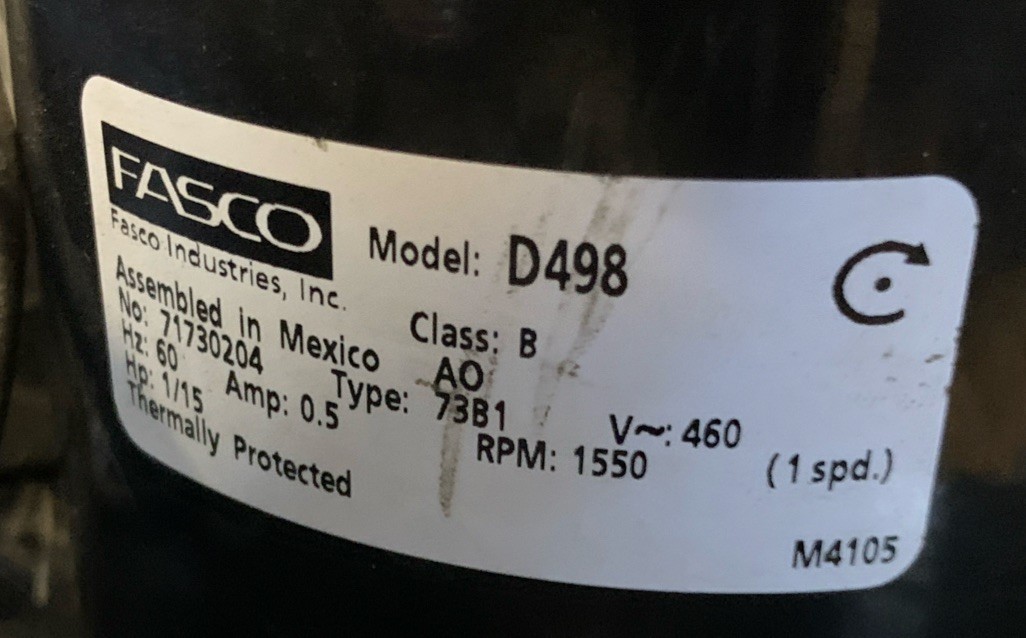 FASCO
Fasco Industries, Inc.
Model: D498
Assembled in Mexico Class: B
No: 71730204 AO
Hz: 60 Type: 73B1 V~: 460
Hp: 1/15 Amp: 0.5 RPM: 1550 (1 spd.)
Thermally Protected
M4105